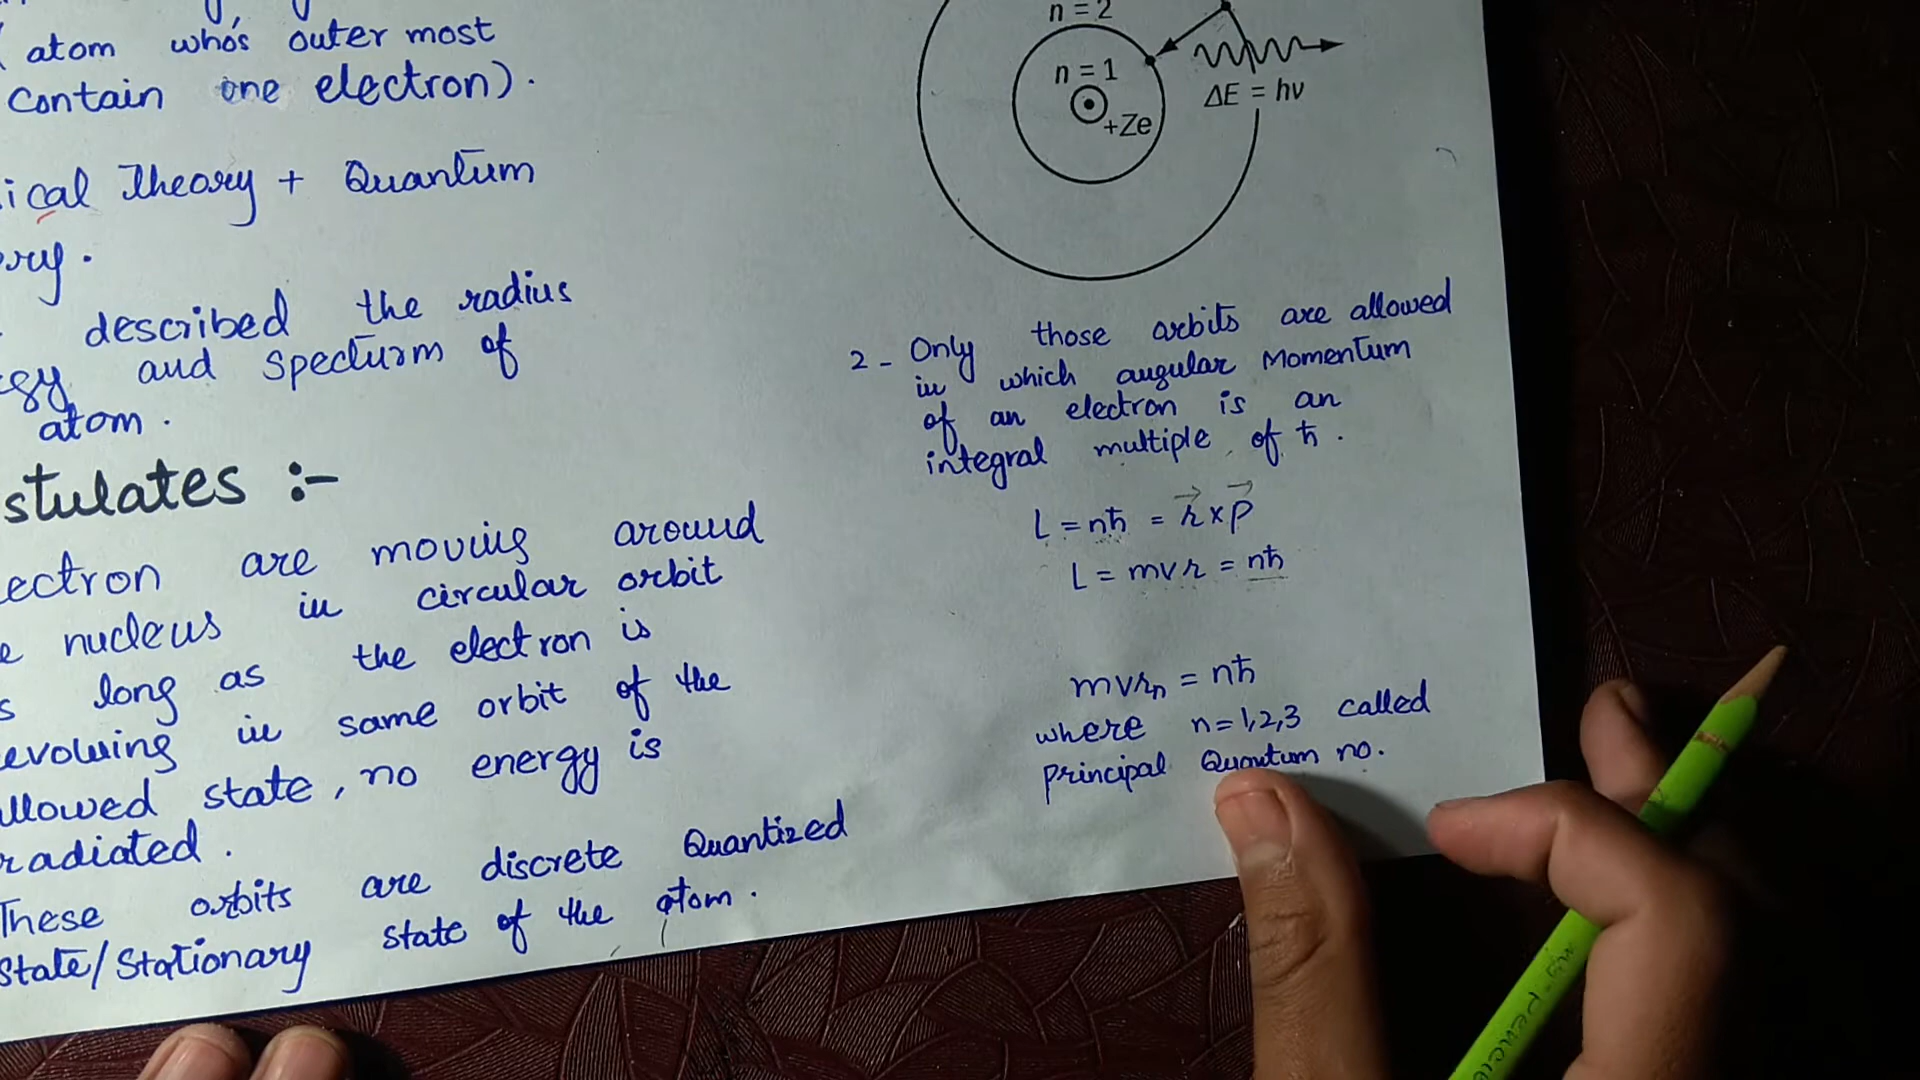 atom who's outer most
contain one electron).
ical Theory + Quantum
ory.
described the radius
and specturm of
atom.
stulates :-
ectron are moving around
e nucleus in circular orbit
s long as the electron is
evolving in same orbit of the
llowed state, no energy is
radiated.
These orbits are discrete Quantized
State/Stationary state of the atom.
n = 2
n = 1
+Ze
ΔE = hν
2- Only those orbits are allowed
in which angular Momentum
of an electron is an
integral multiple of ħ.
L = nħ = r⃗ × p⃗
L = mvr = nħ
mvrₙ = nħ
where n=1,2,3 called
principal Quantum no.